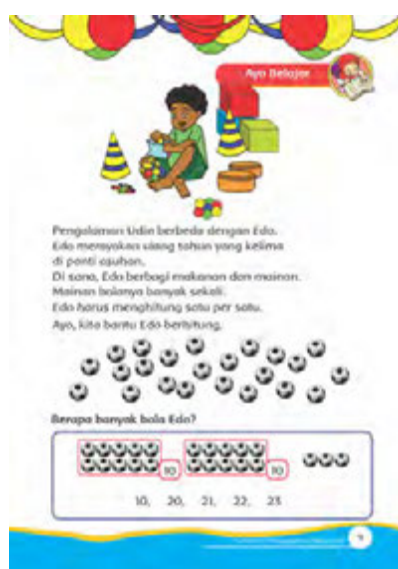 Ayo Belajar
Pengalaman Udin berbeda dengan Edo.
Edo merayakan ulang tahun yang kelima
di panti asuhan.
Di sana, Edo berbagi makanan dan mainan.
Mainan bolanya banyak sekali.
Edo harus menghitung satu per satu.
Ayo, kita bantu Edo berhitung.
Berapa banyak bola Edo?
10 10
10, 20, 21, 22, 23